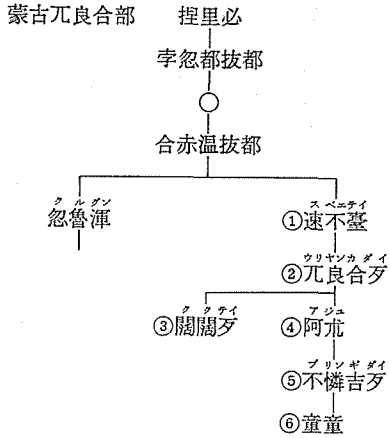 蒙古兀良合部
捏里必
孛忽都抜都
○
合赤温抜都
クルグン
忽魯渾
スベエテイ
①速不臺
ウリヤンカダイ
②兀良合歹
ククテイ
③闊闊歹
アジユ
④阿朮
ブリンギダイ
⑤不憐吉歹
⑥童童